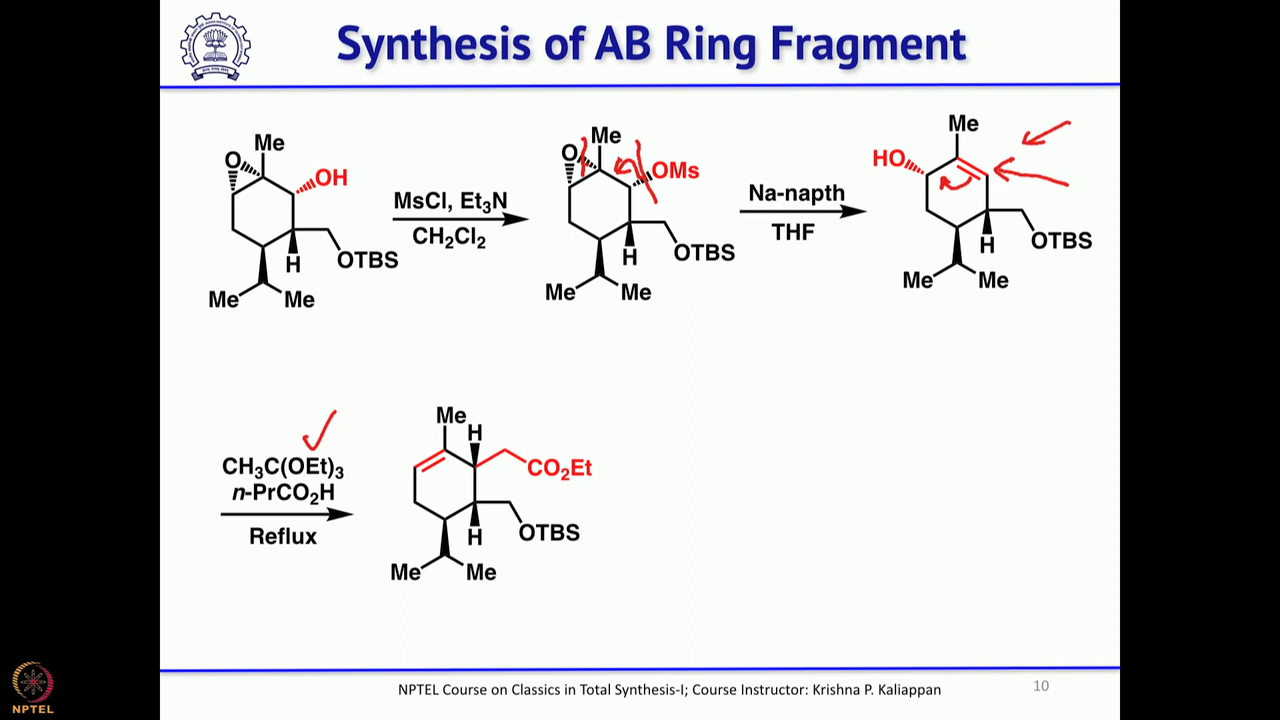 Synthesis of AB Ring Fragment
O Me OH H OTBS Me Me
MsCl, Et₃N
CH₂Cl₂
O Me OMs H OTBS Me Me
Na-napth
THF
Me HO H OTBS Me Me
CH₃C(OEt)₃
n-PrCO₂H
Reflux
Me H CO₂Et H OTBS Me Me
NPTEL Course on Classics in Total Synthesis-I; Course Instructor: Krishna P. Kaliappan
10
NPTEL